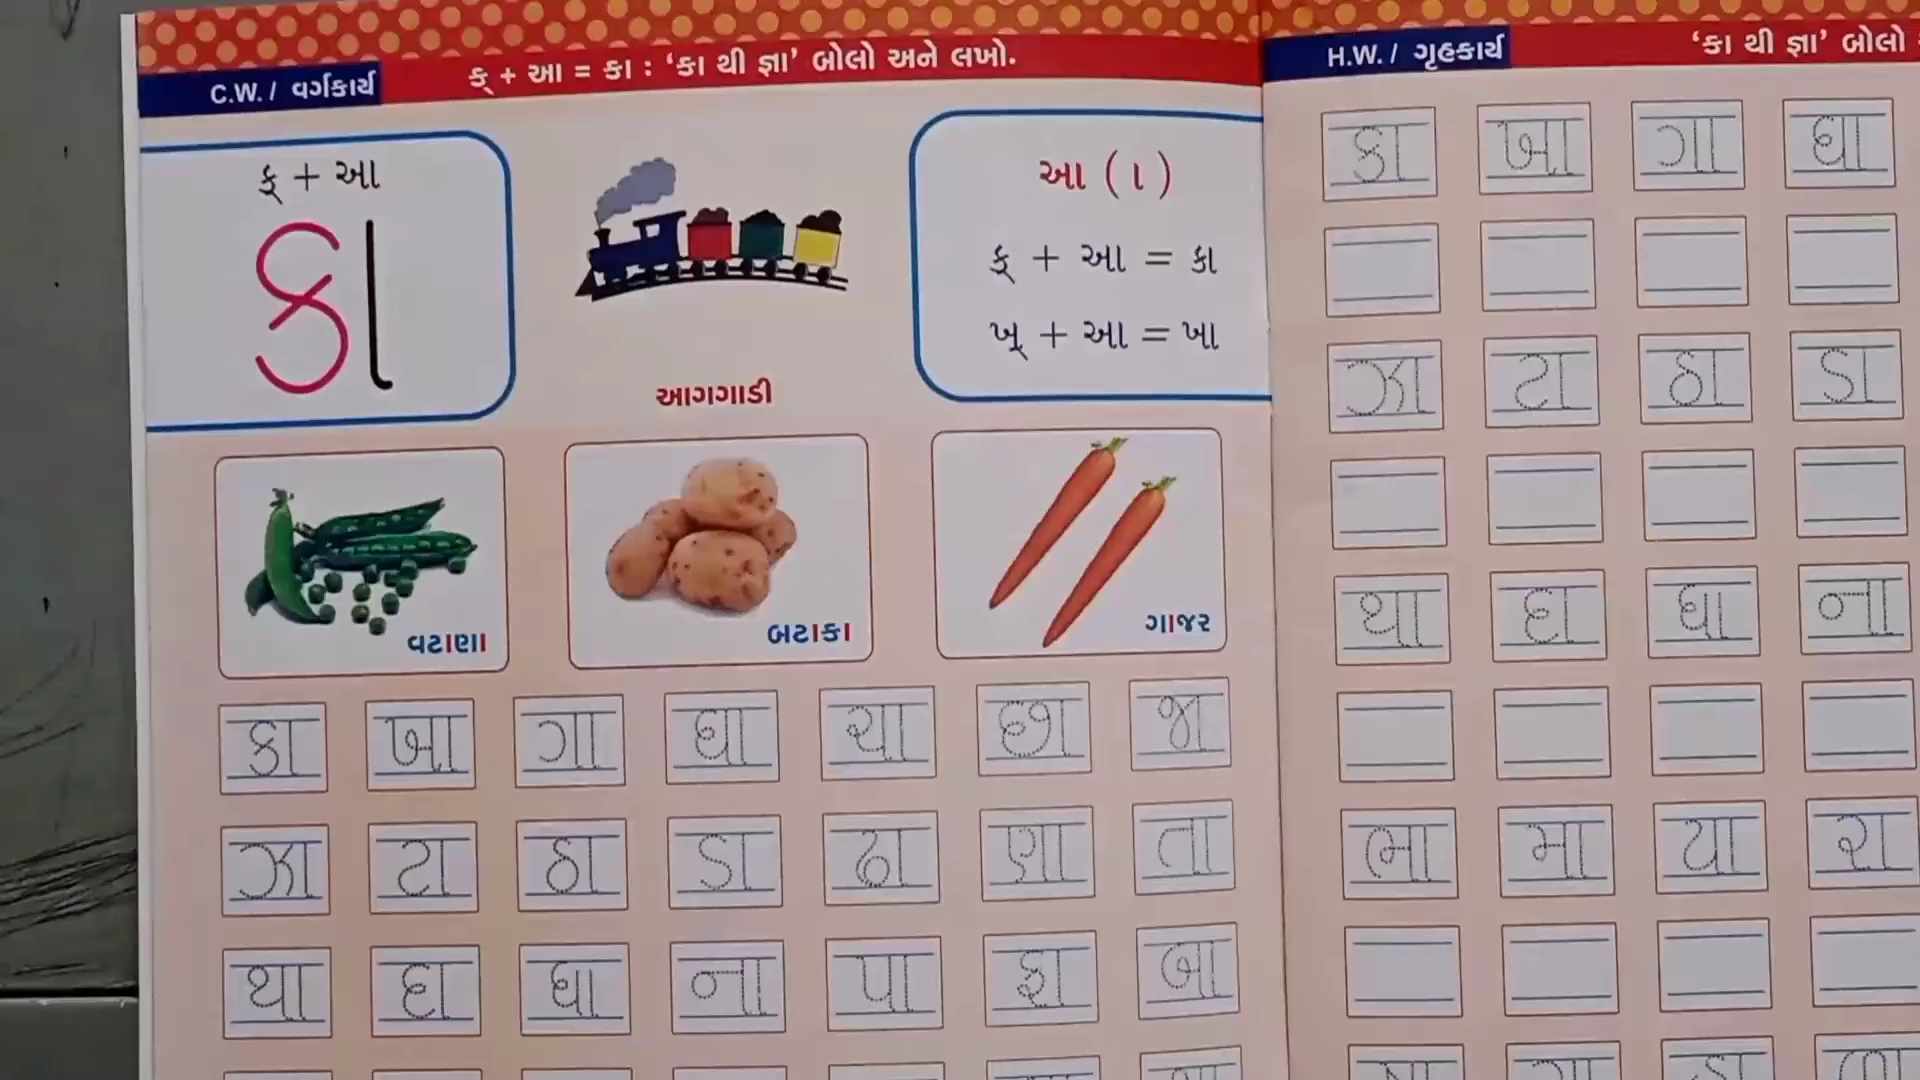 C.W. / વર્ગકાર્ય
ક્ + આ = કા : ‘કા થી જ્ઞા’ બોલો અને લખો.
ક્ + આ
કા
આગગાડી
આ ( ા )
ક્ + આ = કા
ખ્ + આ = ખા
વટાણા
બટાકા
ગાજર
કા ખા ગા ઘા ચા છા જા
ઝા ટા ઠા ડા ઢા ણા તા
થા દા ધા ના પા ફા બા
H.W. / ગૃહકાર્ય
‘કા થી જ્ઞા’ બોલો
કા ખા ગા ઘા
ઝા ટા ઠા ડા
થા દા ધા ના
ભા મા યા રા